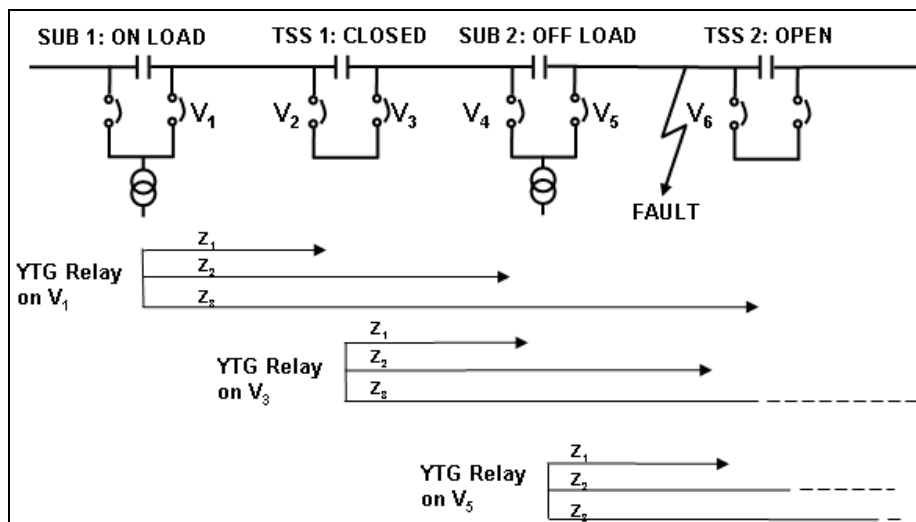 SUB 1: ON LOAD TSS 1: CLOSED SUB 2: OFF LOAD TSS 2: OPEN
V₁ V₂ V₃ V₄ V₅ V₆
FAULT
Z₁
YTG Relay
on V₁
Z₂
Z₃
Z₁
YTG Relay
on V₃
Z₂
Z₃
Z₁
YTG Relay
on V₅
Z₂
Z₃